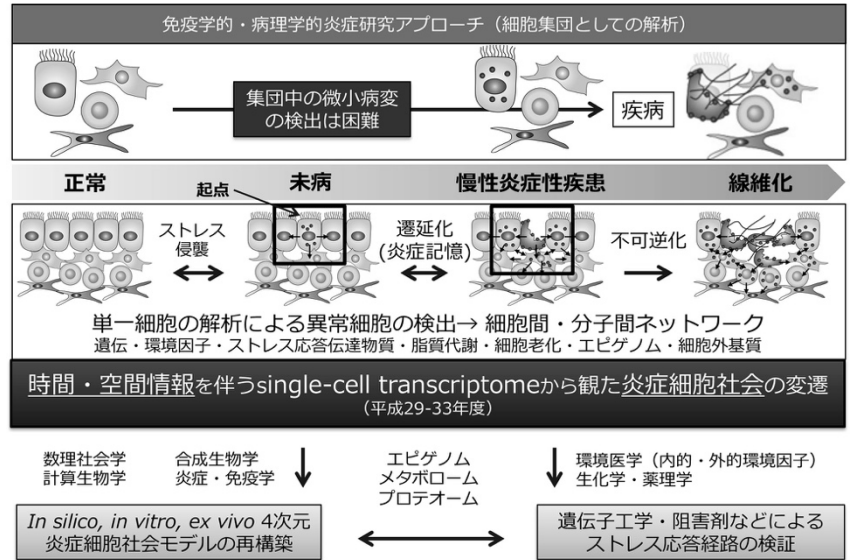 免疫学的・病理学的炎症研究アプローチ（細胞集団としての解析）
集団中の微小病変
の検出は困難
疾病
正常
起点
未病
慢性炎症性疾患
線維化
ストレス
侵襲
遷延化
(炎症記憶)
不可逆化
単一細胞の解析による異常細胞の検出→ 細胞間・分子間ネットワーク
遺伝・環境因子・ストレス応答伝達物質・脂質代謝・細胞老化・エピゲノム・細胞外基質
時間・空間情報を伴うsingle-cell transcriptomeから観た炎症細胞社会の変遷
（平成29-33年度）
数理社会学
計算生物学
合成生物学
炎症・免疫学
エピゲノム
メタボローム
プロテオーム
環境医学（内的・外的環境因子）
生化学・薬理学
In silico, in vitro, ex vivo 4次元
炎症細胞社会モデルの再構築
遺伝子工学・阻害剤などによる
ストレス応答経路の検証